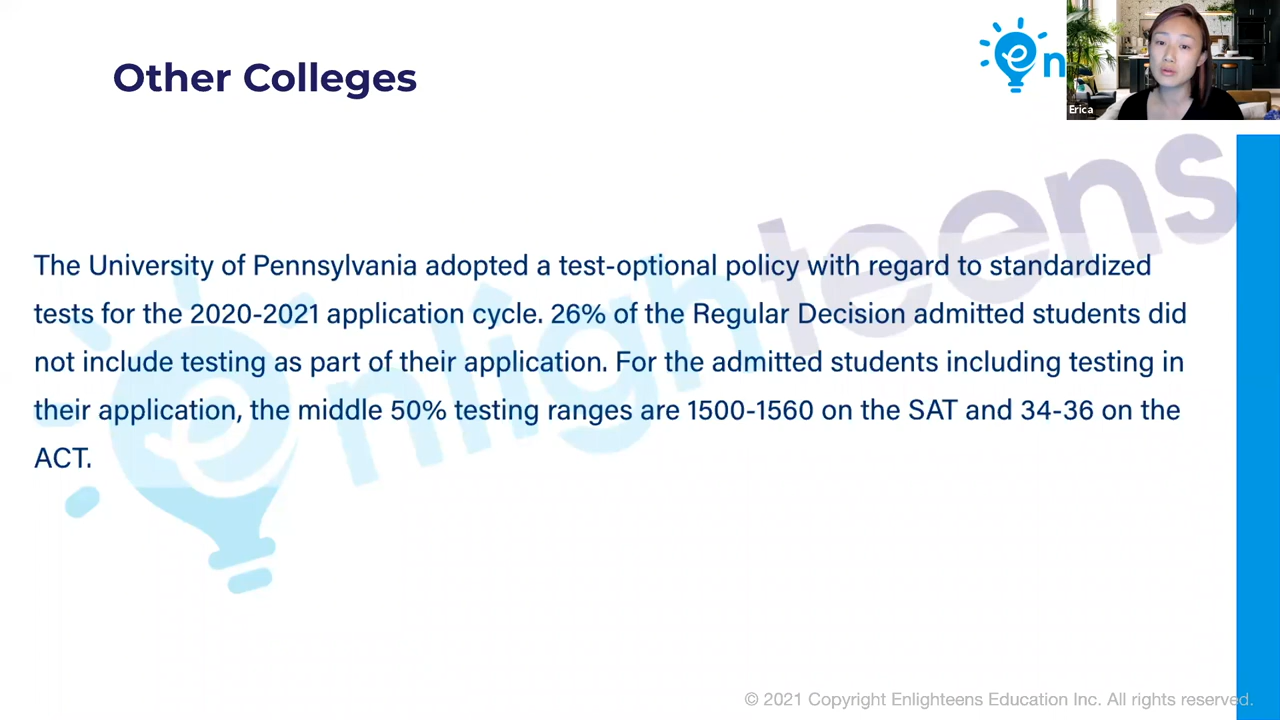 Other Colleges
en
Erica
The University of Pennsylvania adopted a test-optional policy with regard to standardized
tests for the 2020-2021 application cycle. 26% of the Regular Decision admitted students did
not include testing as part of their application. For the admitted students including testing in
their application, the middle 50% testing ranges are 1500-1560 on the SAT and 34-36 on the
ACT.
enlighteens
© 2021 Copyright Enlighteens Education Inc. All rights reserved.